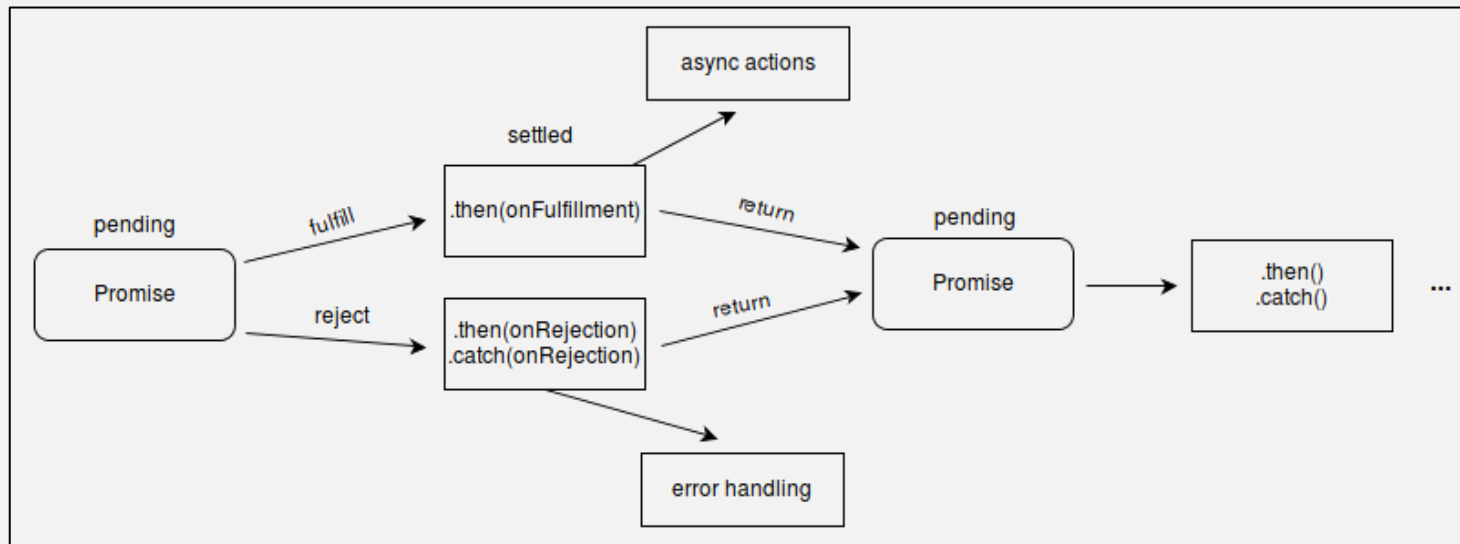 async actions
settled
.then(onFulfillment)
pending
fulfill
return
pending
Promise
Promise
.then()
.catch()
...
reject
.then(onRejection)
.catch(onRejection)
return
error handling